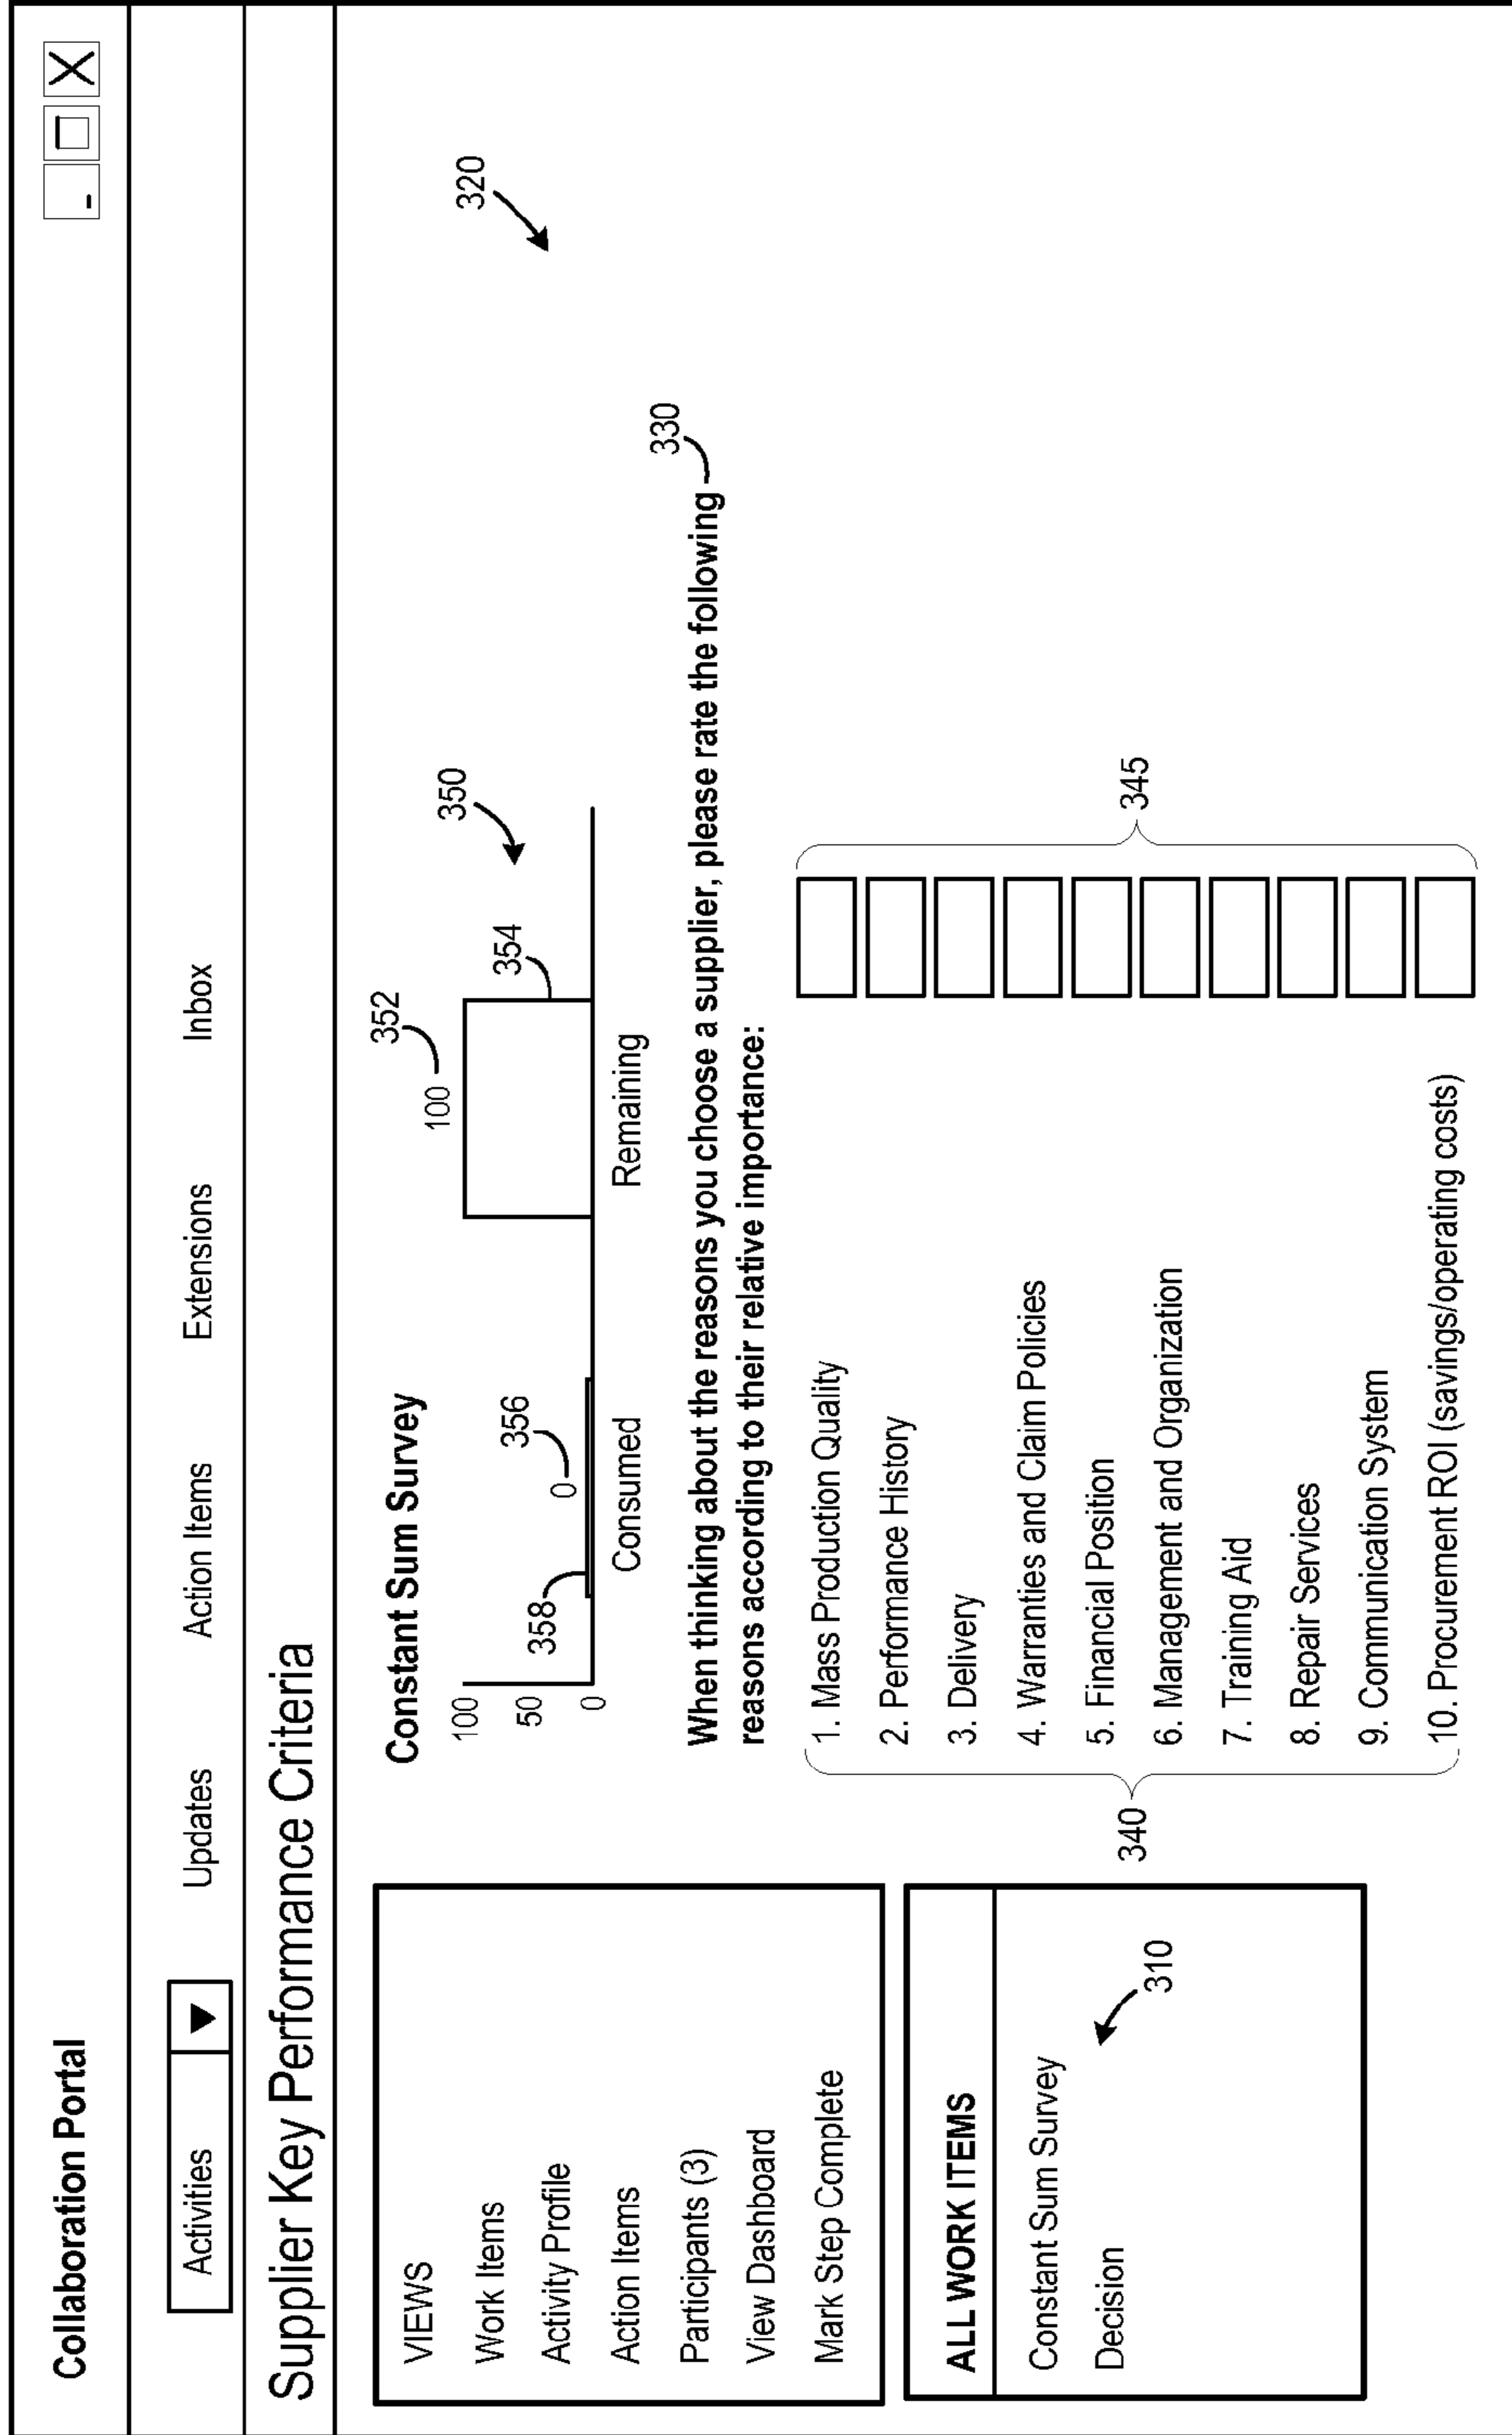 Collaboration Portal
Activities
Updates
Action Items
Extensions
Inbox
Supplier Key Performance Criteria
VIEWS
Work Items
Activity Profile
Action Items
Participants (3)
View Dashboard
Mark Step Complete
ALL WORK ITEMS
Constant Sum Survey
Decision
310
Constant Sum Survey
320
352
350
100
100
354
356
50
358
0
0
Consumed
Remaining
330
When thinking about the reasons you choose a supplier, please rate the following
reasons according to their relative importance:
340
1. Mass Production Quality
2. Performance History
3. Delivery
4. Warranties and Claim Policies
5. Financial Position
6. Management and Organization
7. Training Aid
8. Repair Services
9. Communication System
10. Procurement ROI (savings/operating costs)
345